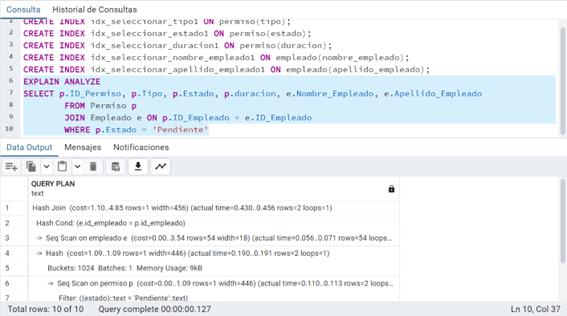 Consulta Historial de Consultas
1 CREATE INDEX idx_seleccionar_tipo1 ON permiso(tipo);
2 CREATE INDEX idx_seleccionar_estado1 ON permiso(estado);
3 CREATE INDEX idx_seleccionar_duracion1 ON permiso(duracion);
4 CREATE INDEX idx_seleccionar_nombre_empleado1 ON empleado(nombre_empleado);
5 CREATE INDEX idx_seleccionar_apellido_empleado1 ON empleado(apellido_empleado);
6 EXPLAIN ANALYZE
7 SELECT p.ID_Permiso, p.Tipo, p.Estado, p.duracion, e.Nombre_Empleado, e.Apellido_Empleado
8 FROM Permiso p
9 JOIN Empleado e ON p.ID_Empleado = e.ID_Empleado
10 WHERE p.Estado = 'Pendiente'
Data Output Mensajes Notificaciones
QUERY PLAN
text
1 Hash Join (cost=1.10..4.85 rows=1 width=456) (actual time=0.430..0.456 rows=2 loops=1)
2 Hash Cond: (e.id_empleado = p.id_empleado)
3 -> Seq Scan on empleado e (cost=0.00..3.54 rows=54 width=18) (actual time=0.056..0.071 rows=54 loops...
4 -> Hash (cost=1.09..1.09 rows=1 width=446) (actual time=0.190..0.191 rows=2 loops=1)
5 Buckets: 1024 Batches: 1 Memory Usage: 9kB
6 -> Seq Scan on permiso p (cost=0.00..1.09 rows=1 width=446) (actual time=0.110..0.113 rows=2 loops...
7 Filter: ((estado)::text = 'Pendiente'::text)
Total rows: 10 of 10 Query complete 00:00:00.127 Ln 10, Col 37